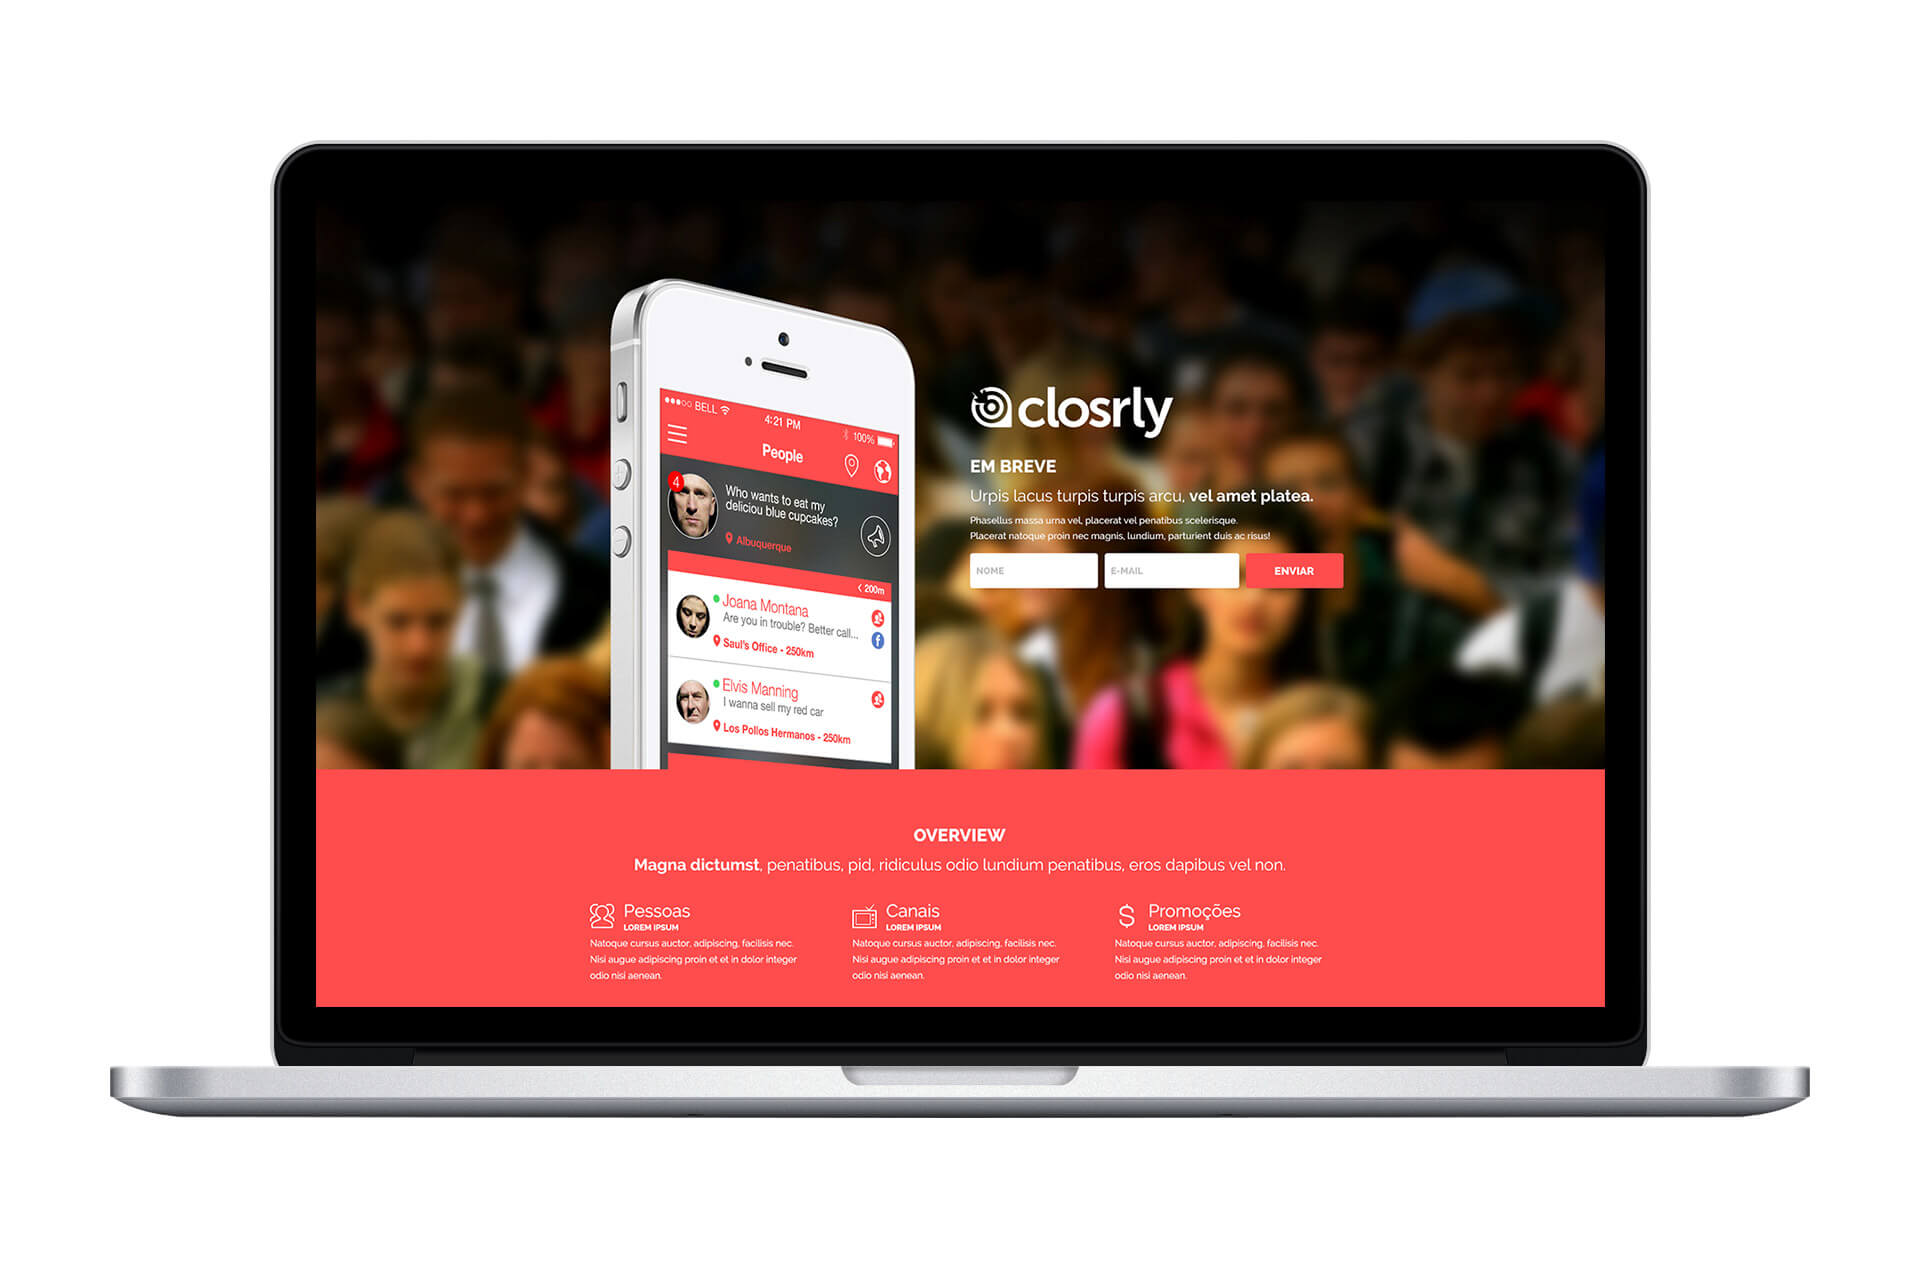 BELL
4:21 PM
100%
People
4
Who wants to eat my
deliciou blue cupcakes?
Albuquerque
< 200m
Joana Montana
Are you in trouble? Better call...
f
Saul's Office - 250km
Elvis Manning
I wanna sell my red car
Los Pollos Hermanos - 250km
closrly
EM BREVE
Urpis lacus turpis turpis arcu, vel amet platea.
Phasellus massa urna vel, placerat vel penatibus scelerisque.
Placerat natoque proin nec magnis, lundium, parturient duis ac risus!
NOME
E-MAIL
ENVIAR
OVERVIEW
Magna dictumst, penatibus, pid, ridiculus odio lundium penatibus, eros dapibus vel non.
Pessoas
LOREM IPSUM
Natoque cursus auctor, adipiscing, facilisis nec.
Nisi augue adipiscing proin et et in dolor integer
odio nisi aenean.
Canais
LOREM IPSUM
Natoque cursus auctor, adipiscing, facilisis nec.
Nisi augue adipiscing proin et et in dolor integer
odio nisi aenean.
$ Promoções
LOREM IPSUM
Natoque cursus auctor, adipiscing, facilisis nec.
Nisi augue adipiscing proin et et in dolor integer
odio nisi aenean.